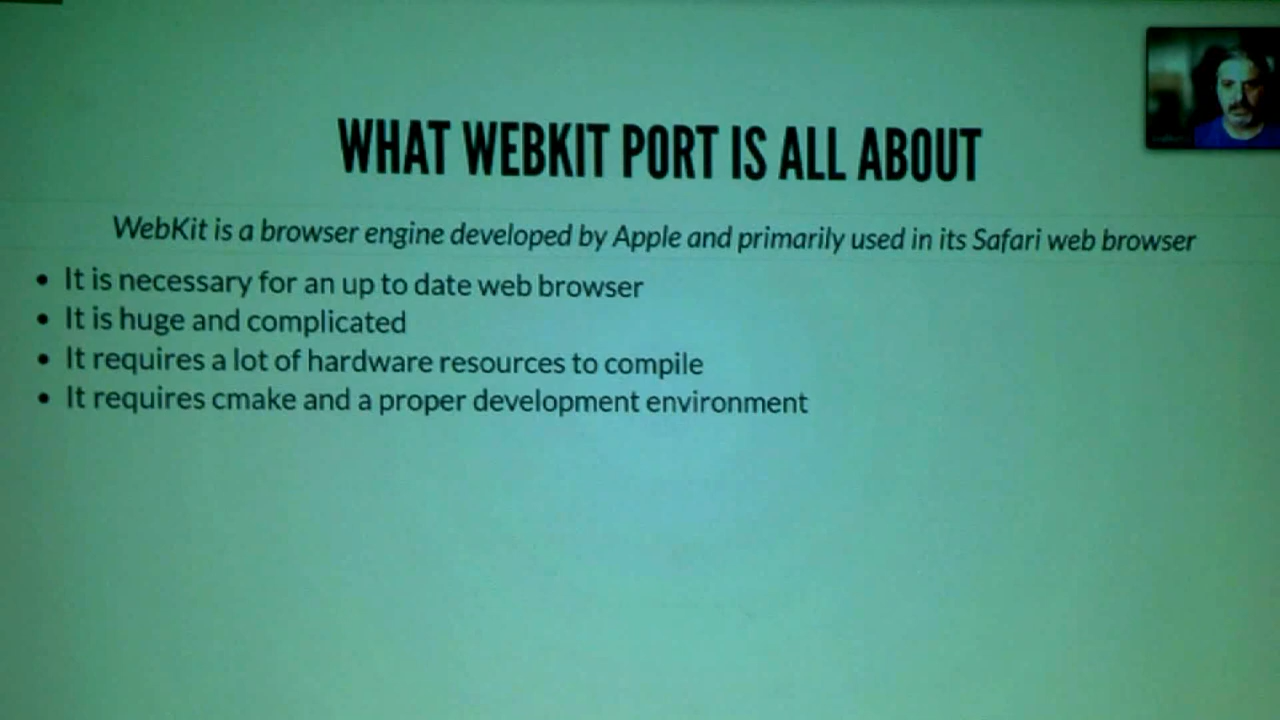 WHAT WEBKIT PORT IS ALL ABOUT
WebKit is a browser engine developed by Apple and primarily used in its Safari web browser
• It is necessary for an up to date web browser
• It is huge and complicated
• It requires a lot of hardware resources to compile
• It requires cmake and a proper development environment